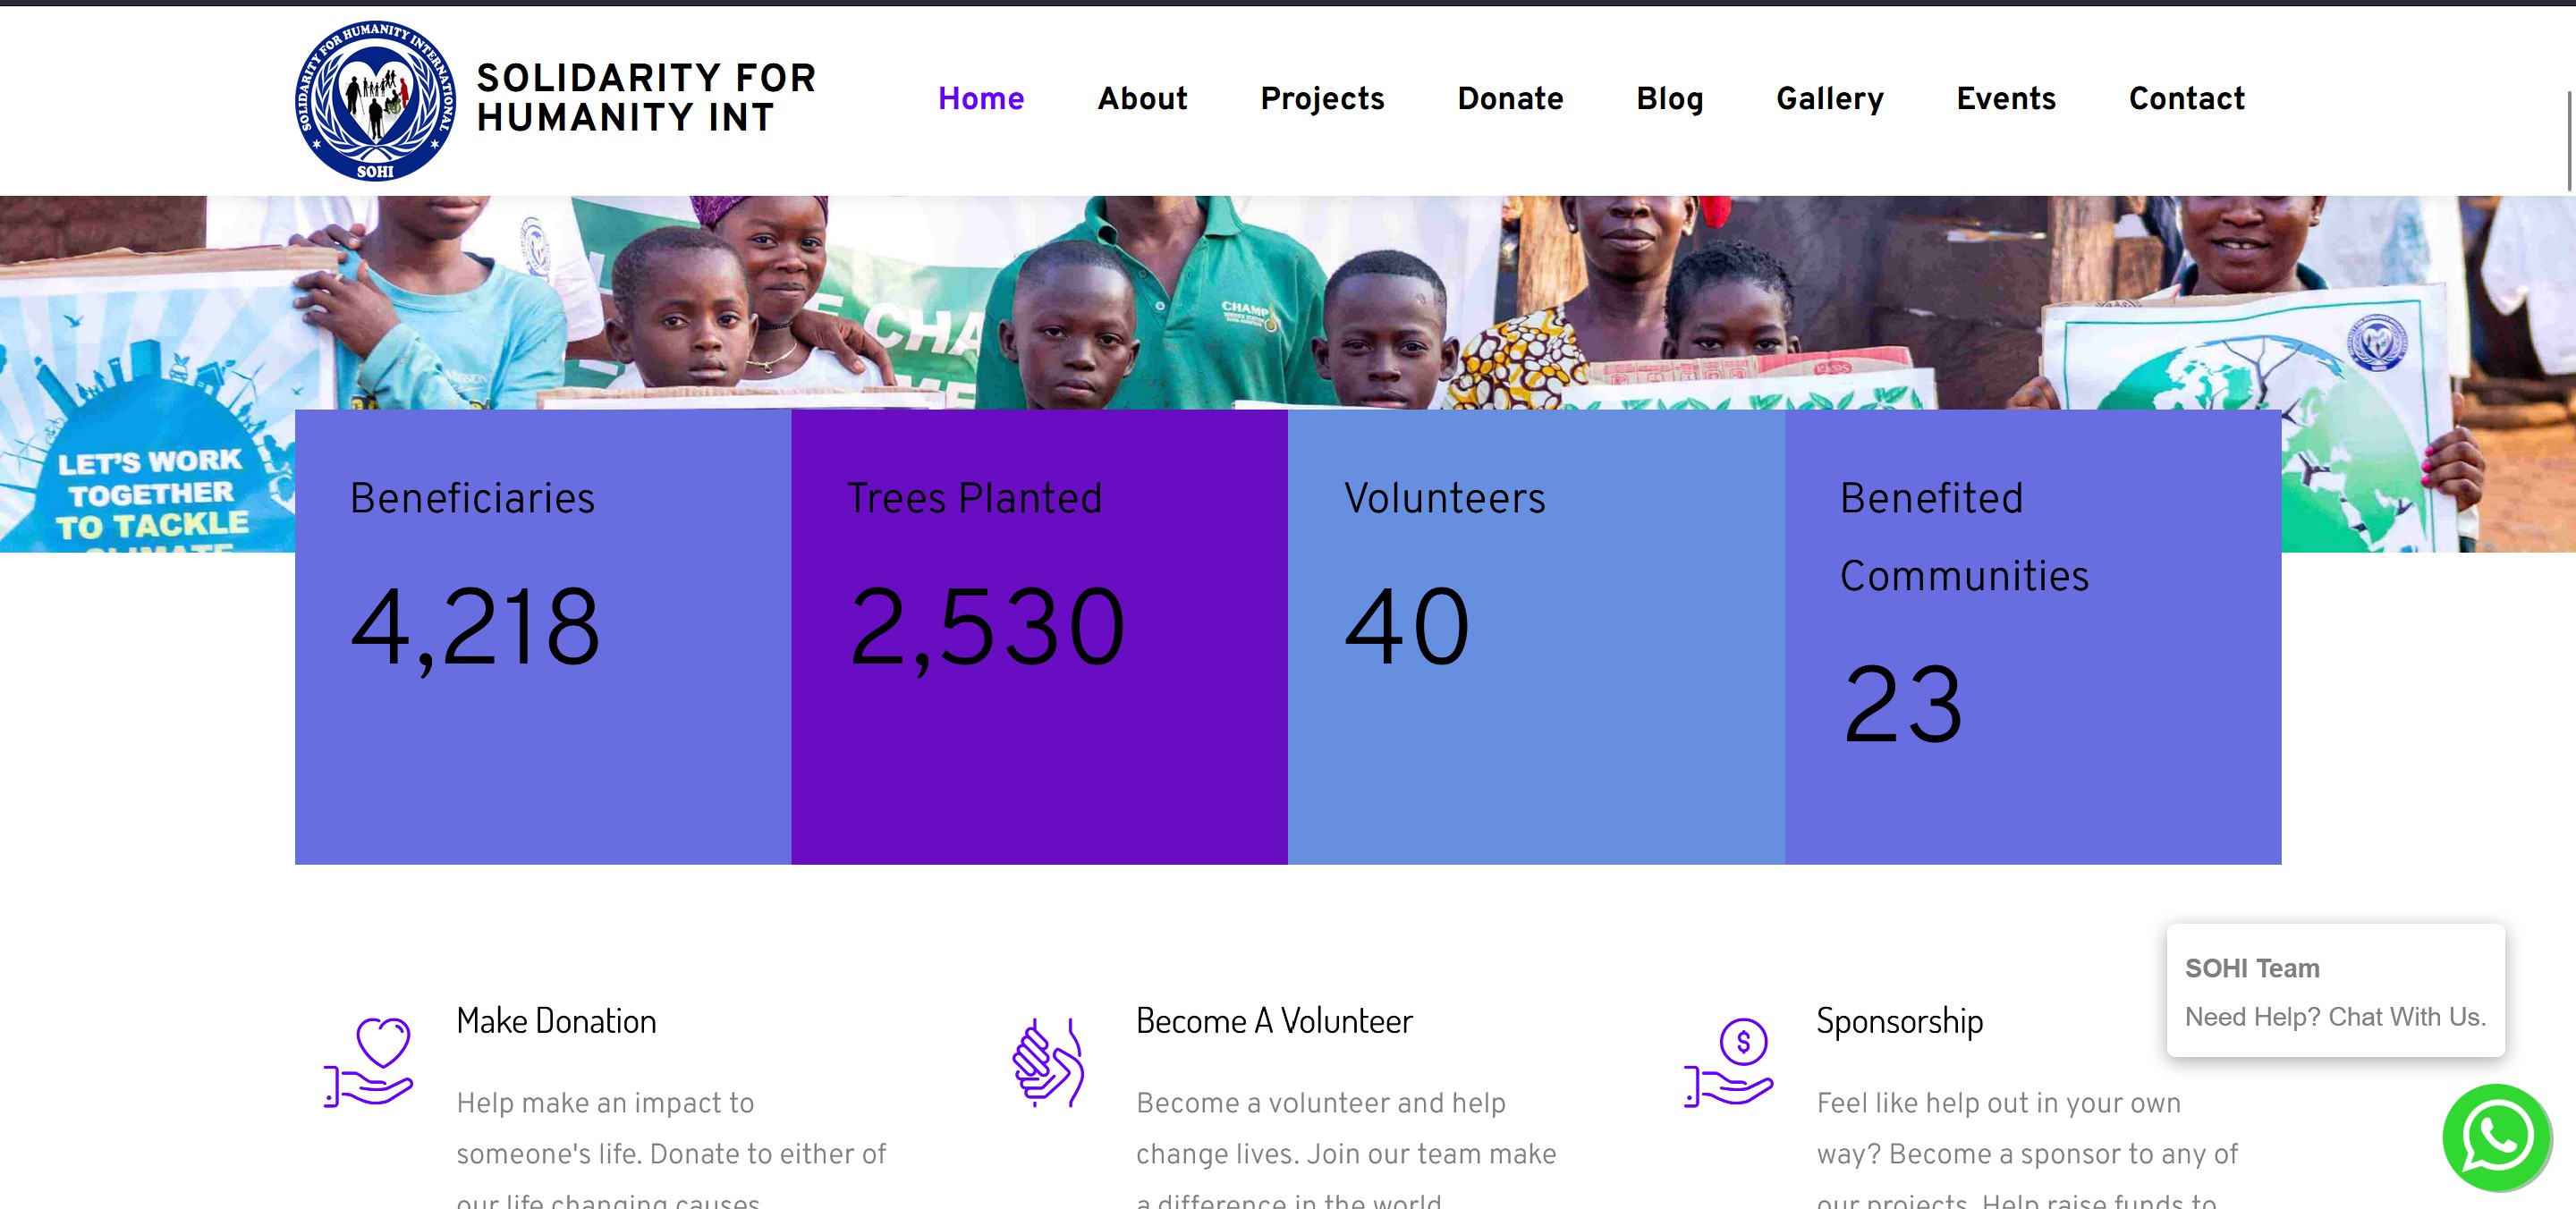 SOLIDARITY FOR HUMANITY INTERNATIONAL
SOHI
SOLIDARITY FOR
HUMANITY INT
Home
About
Projects
Donate
Blog
Gallery
Events
Contact
CHAMP
E CHA
LET'S WORK
TOGETHER
TO TACKLE
CLIMATE
Beneficiaries
4,218
Trees Planted
2,530
Volunteers
40
Benefited
Communities
23
Make Donation
Help make an impact to
someone's life. Donate to either of
our life changing causes
Become A Volunteer
Become a volunteer and help
change lives. Join our team make
a difference in the world
Sponsorship
Feel like help out in your own
way? Become a sponsor to any of
our projects. Help raise funds to
SOHI Team
Need Help? Chat With Us.